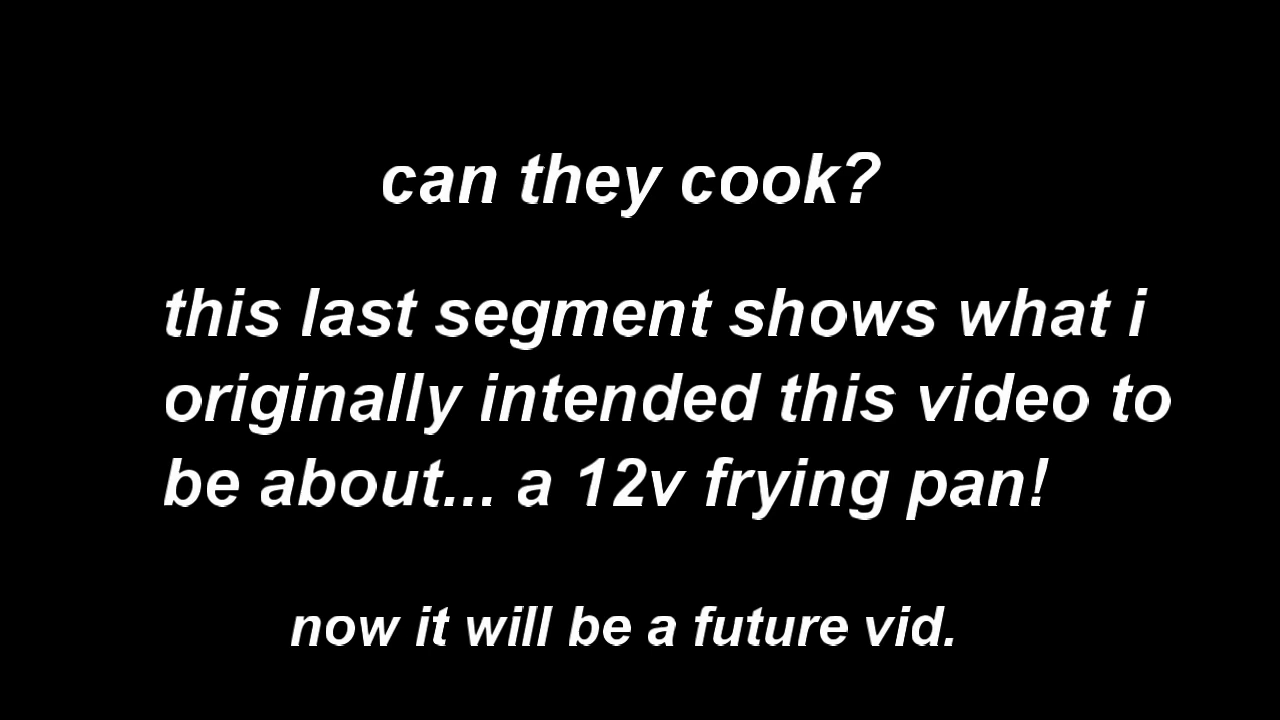 can they cook?
this last segment shows what i
originally intended this video to
be about... a 12v frying pan!
now it will be a future vid.